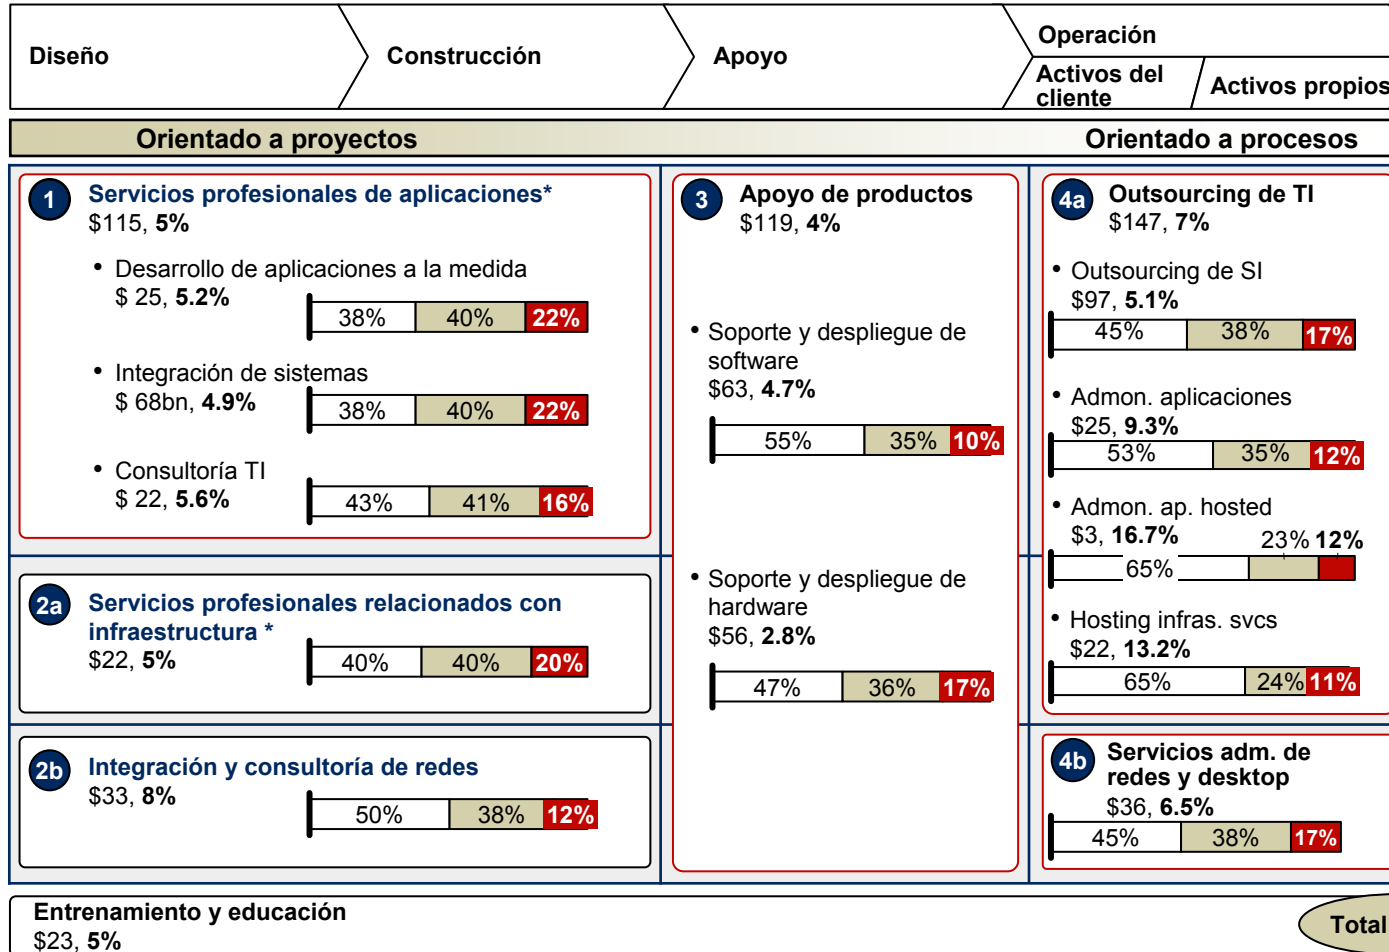 Diseño
Construcción
Apoyo
Operación
Activos del
cliente
Activos propios
Orientado a proyectos
Orientado a procesos
1
Servicios profesionales de aplicaciones*
$115, 5%
• Desarrollo de aplicaciones a la medida
$ 25, 5.2%
38% 40% 22%
• Integración de sistemas
$ 68bn, 4.9%
38% 40% 22%
• Consultoría TI
$ 22, 5.6%
43% 41% 16%
2a
Servicios profesionales relacionados con
infraestructura *
$22, 5%
40% 40% 20%
2b
Integración y consultoría de redes
$33, 8%
50% 38% 12%
3
Apoyo de productos
$119, 4%
• Soporte y despliegue de
software
$63, 4.7%
55% 35% 10%
• Soporte y despliegue de
hardware
$56, 2.8%
47% 36% 17%
4a
Outsourcing de TI
$147, 7%
• Outsourcing de SI
$97, 5.1%
45% 38% 17%
• Admon. aplicaciones
$25, 9.3%
53% 35% 12%
• Admon. ap. hosted
$3, 16.7%
23% 12%
65%
• Hosting infras. svcs
$22, 13.2%
65% 24% 11%
4b
Servicios adm. de
redes y desktop
$36, 6.5%
45% 38% 17%
Entrenamiento y educación
$23, 5%
Total